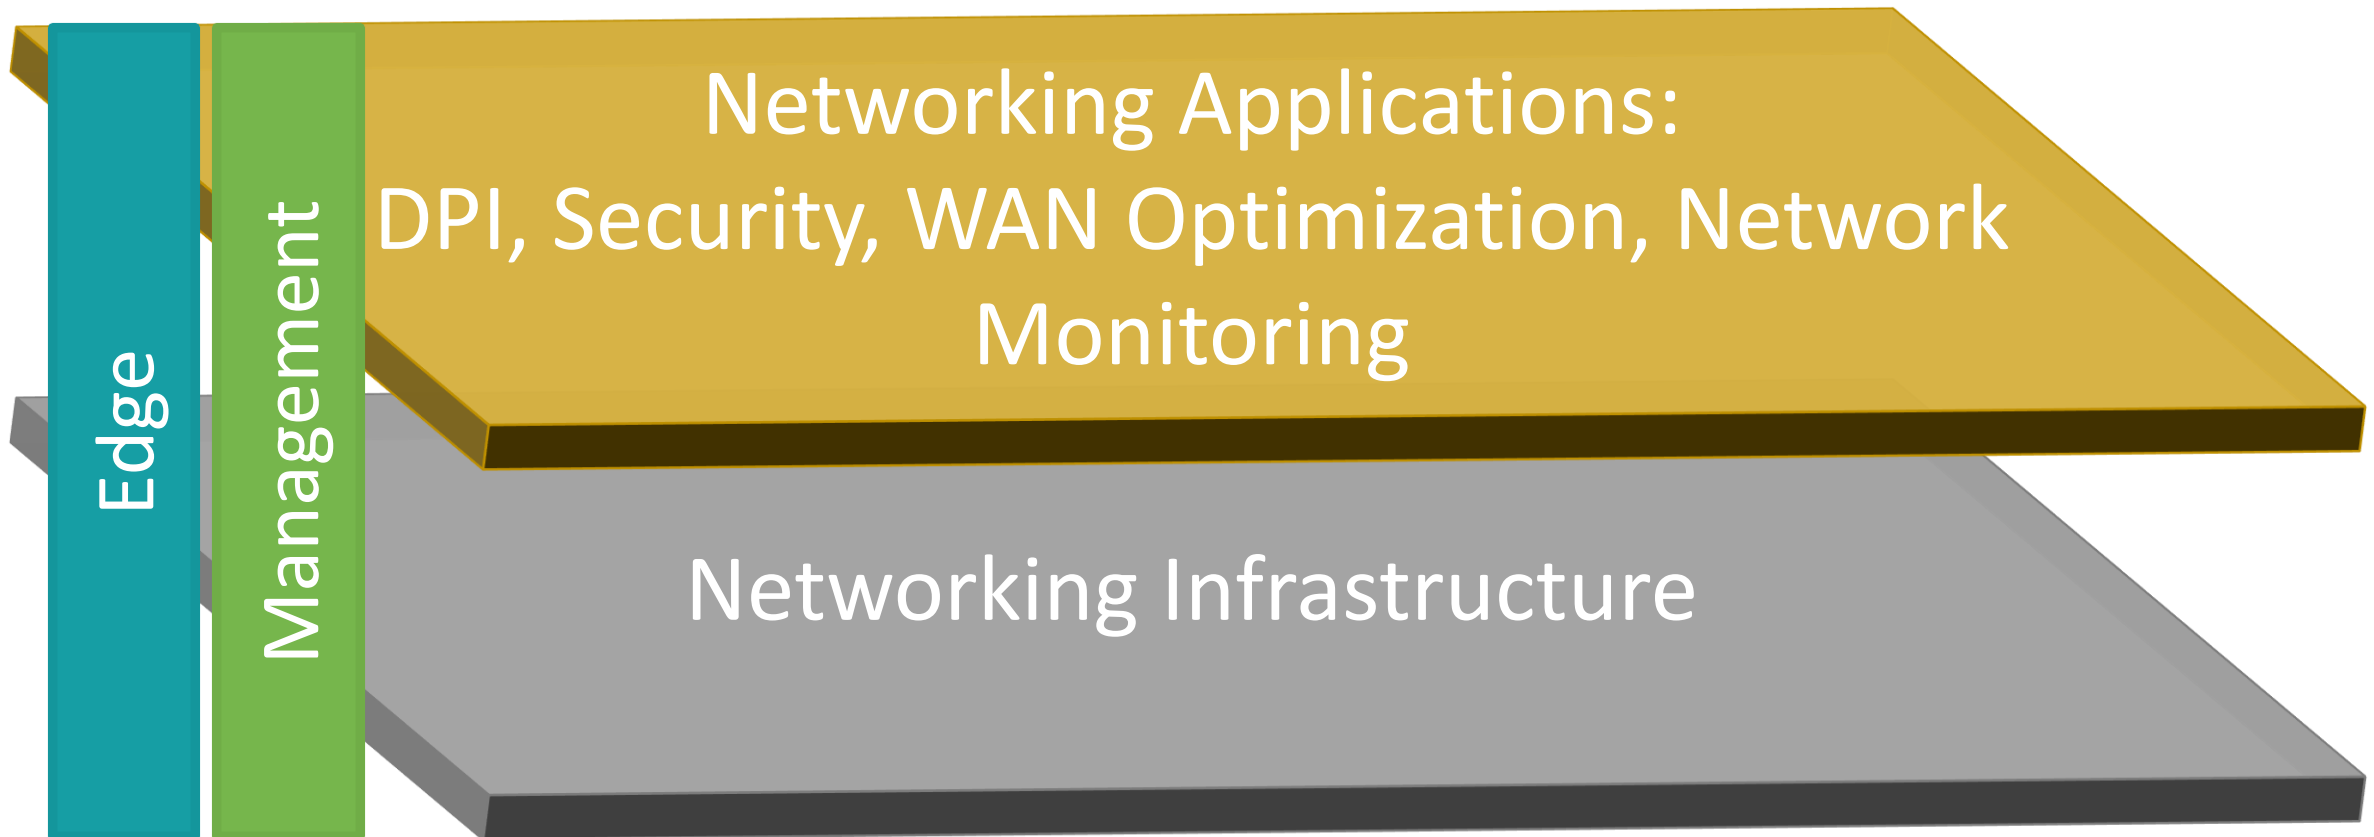 Edge
Management
Networking Applications:
DPI, Security, WAN Optimization, Network
Monitoring
Networking Infrastructure